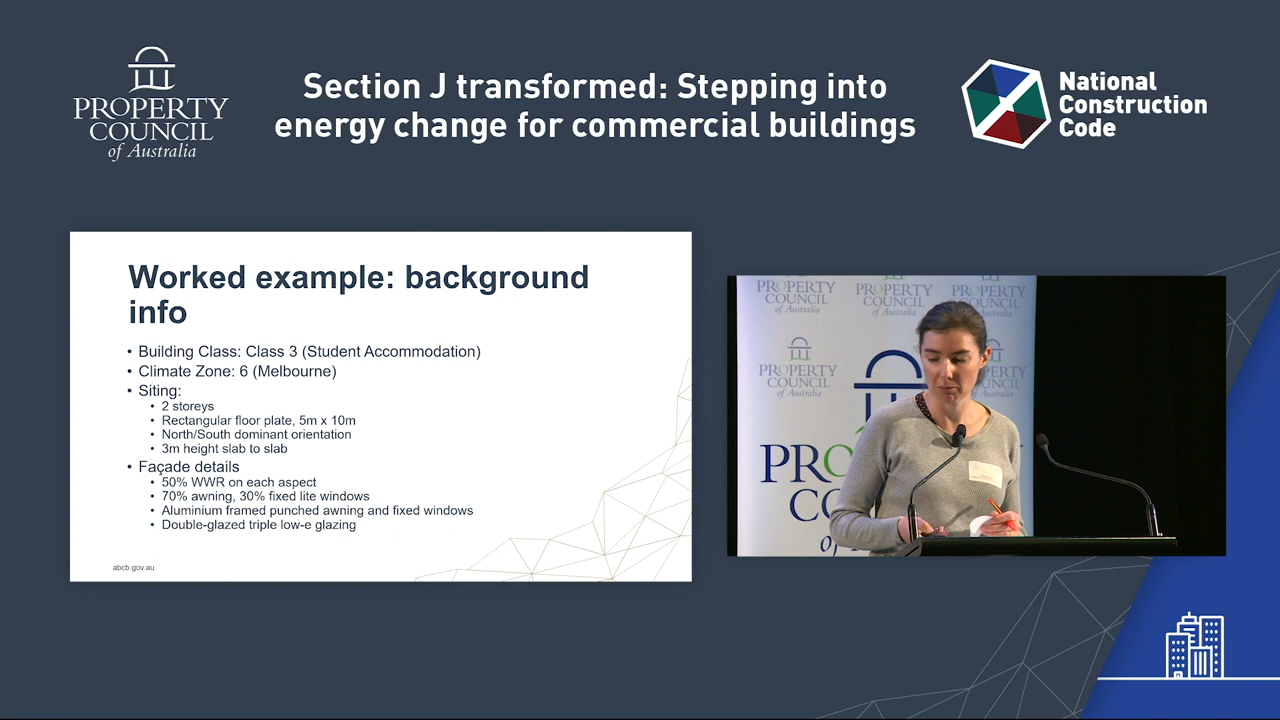 PROPERTY
COUNCIL
of Australia
Section J transformed: Stepping into
energy change for commercial buildings
National
Construction
Code
Worked example: background
info
• Building Class: Class 3 (Student Accommodation)
• Climate Zone: 6 (Melbourne)
• Siting:
• 2 storeys
• Rectangular floor plate, 5m x 10m
• North/South dominant orientation
• 3m height slab to slab
• Façade details
• 50% WWR on each aspect
• 70% awning, 30% fixed lite windows
• Aluminium framed punched awning and fixed windows
• Double-glazed triple low-e glazing
abcb.gov.au
PROPERTY
COUNCIL
of Australia
PROPERTY
COUNCIL
of Australia
PROPERTY
COUNCIL
of Australia
PROPERTY
COUNCIL
of Australia